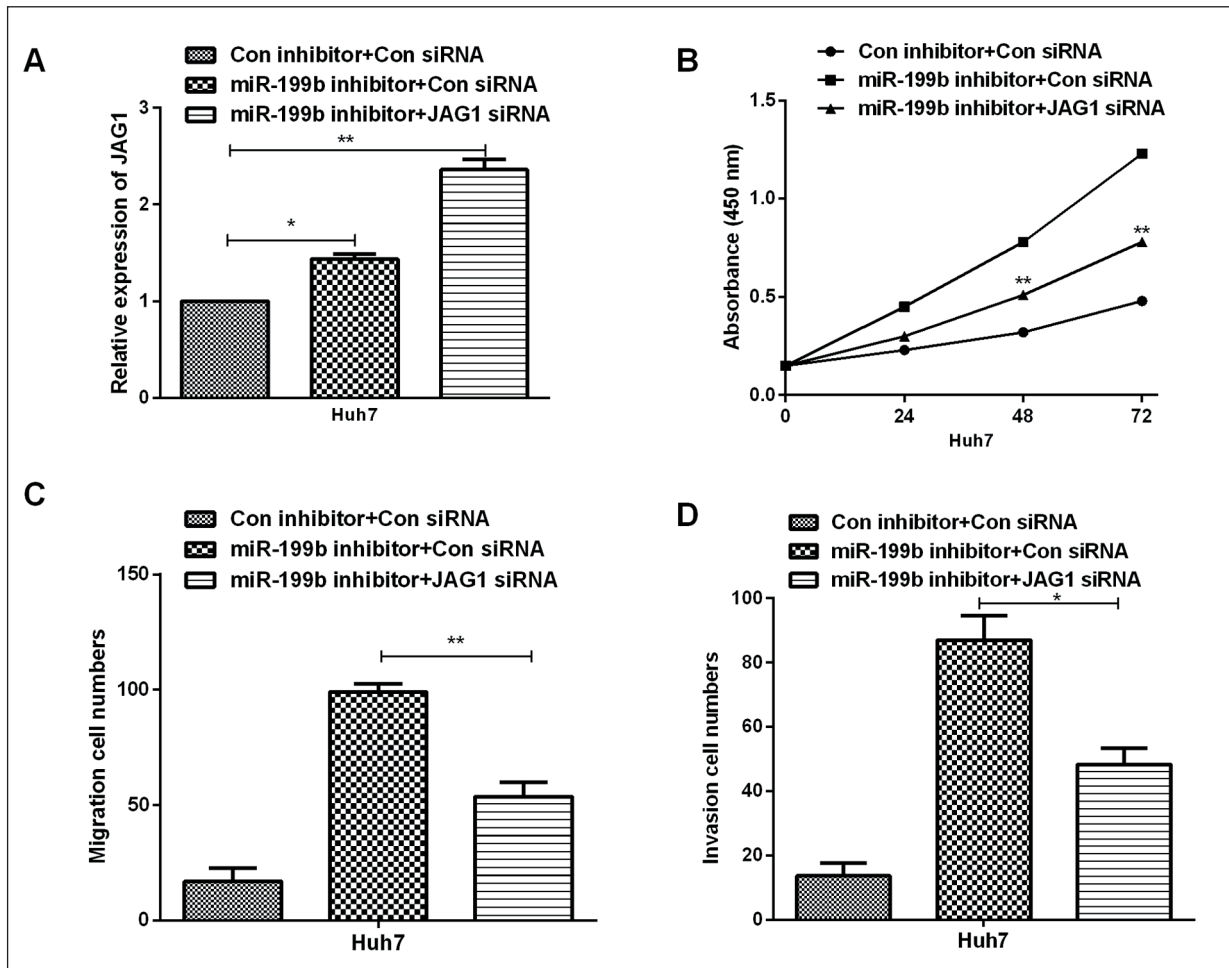 A
Con inhibitor+Con siRNA
miR-199b inhibitor+Con siRNA
miR-199b inhibitor+JAG1 siRNA
Relative expression of JAG1
3
2
1
0
**
*
Huh7
B
Con inhibitor+Con siRNA
miR-199b inhibitor+Con siRNA
miR-199b inhibitor+JAG1 siRNA
Absorbance (450 nm)
1.5
1.0
0.5
0.0
**
**
0 24 48 72
Huh7
C
Con inhibitor+Con siRNA
miR-199b inhibitor+Con siRNA
miR-199b inhibitor+JAG1 siRNA
Migration cell numbers
150
100
50
0
**
Huh7
D
Con inhibitor+Con siRNA
miR-199b inhibitor+Con siRNA
miR-199b inhibitor+JAG1 siRNA
Invasion cell numbers
100
80
60
40
20
0
*
Huh7